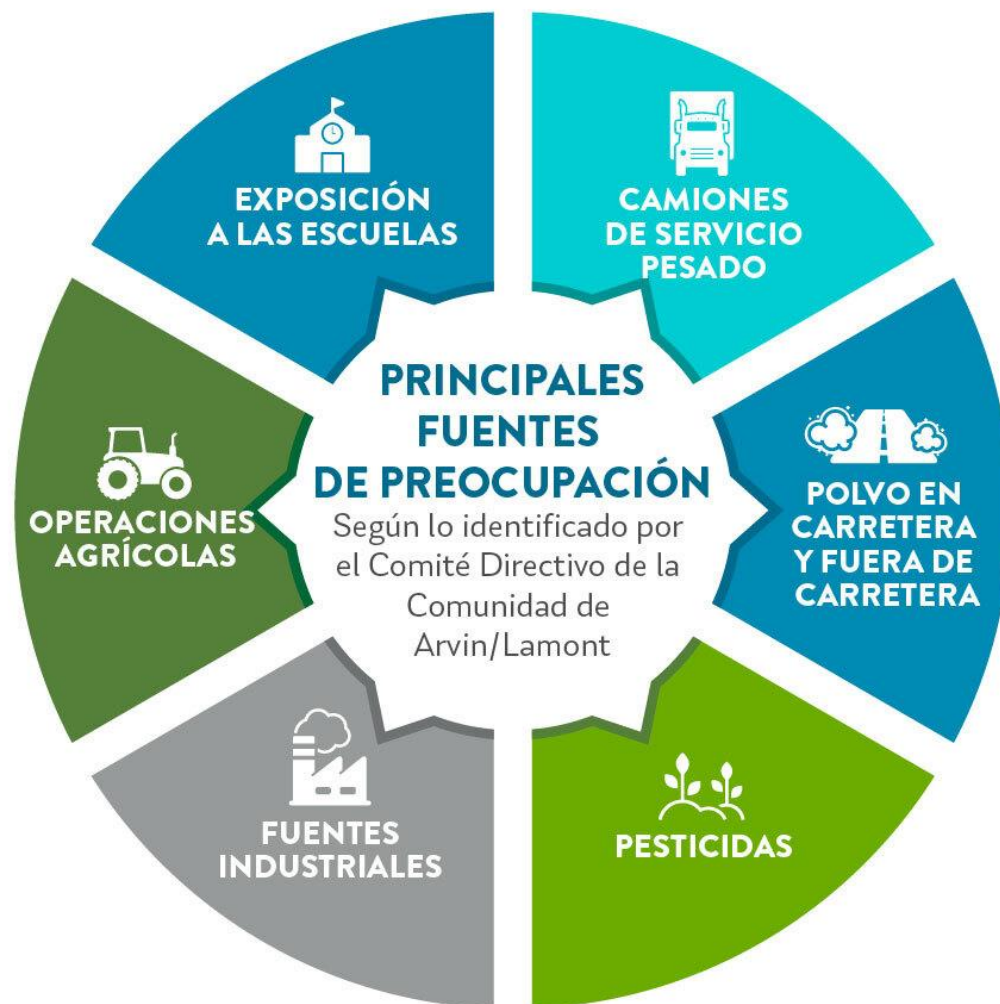 EXPOSICIÓN
A LAS ESCUELAS
CAMIONES
DE SERVICIO
PESADO
PRINCIPALES
FUENTES
DE PREOCUPACIÓN
Según lo identificado por
el Comité Directivo de la
Comunidad de
Arvin/Lamont
OPERACIONES
AGRÍCOLAS
POLVO EN
CARRETERA
Y FUERA DE
CARRETERA
FUENTES
INDUSTRIALES
PESTICIDAS